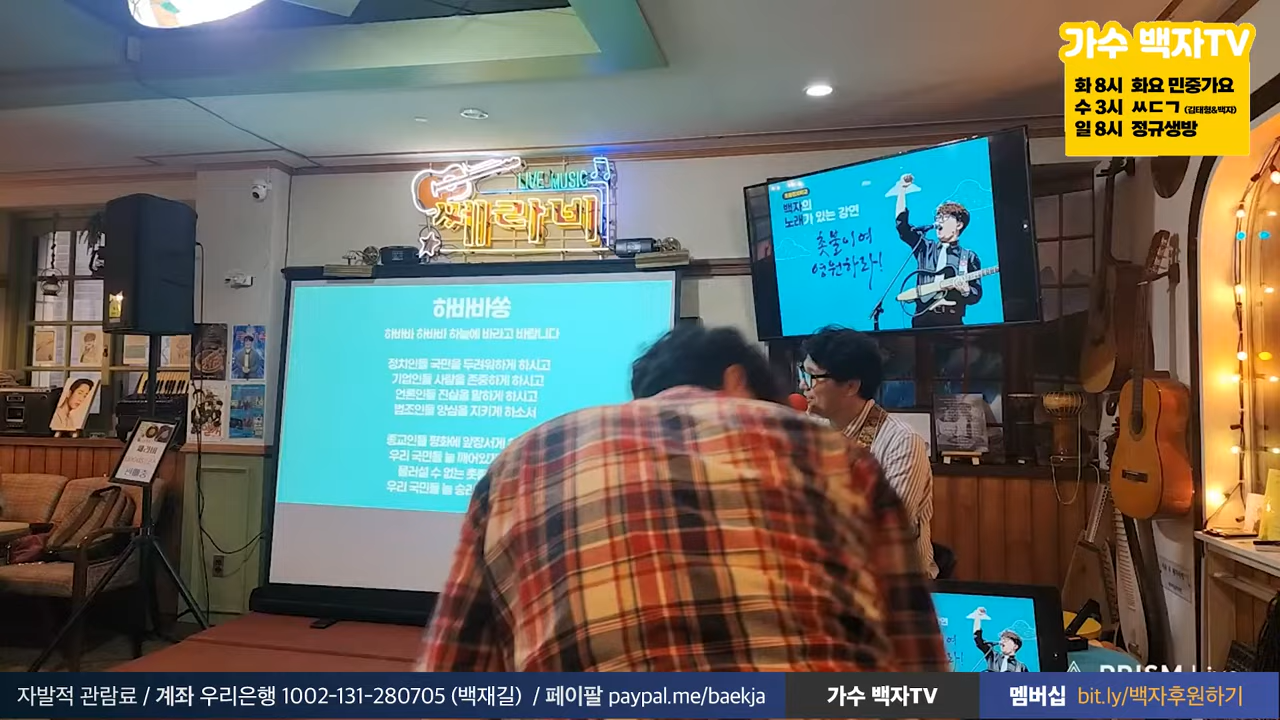 가수 백자TV
화 8시 화요 민중가요
수 3시 ㅆㄷㄱ (김태형&백자)
일 8시 정규생방
LIVE MUSIC
쎄라비
백자의
노래가 있는 강연
촛불이여
영원하라!
하바바쏭
하바바 하바비 하늘에 바라고 바랍니다
정치인들 국민을 두려워하게 하시고
기업인들 사람을 존중하게 하시고
언론인들 진실을 말하게 하시고
법조인들 양심을 지키게 하소서
종교인들 평화에 앞장서게
우리 국민들 늘 깨어있
물러설 수 없는 촛
우리 국민들 늘 승리
자발적 관람료 / 계좌 우리은행 1002-131-280705 (백재길) / 페이팔 paypal.me/baekja
가수 백자TV
멤버십 bit.ly/백자후원하기